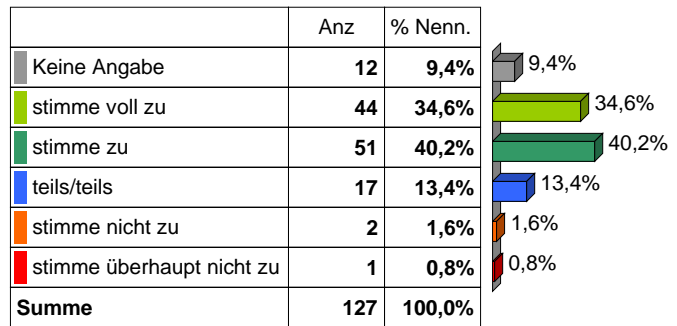 Anz % Nenn.
Keine Angabe 12 9,4% 9,4%
stimme voll zu 44 34,6% 34,6%
stimme zu 51 40,2% 40,2%
teils/teils 17 13,4% 13,4%
stimme nicht zu 2 1,6% 1,6%
stimme überhaupt nicht zu 1 0,8% 0,8%
Summe 127 100,0%